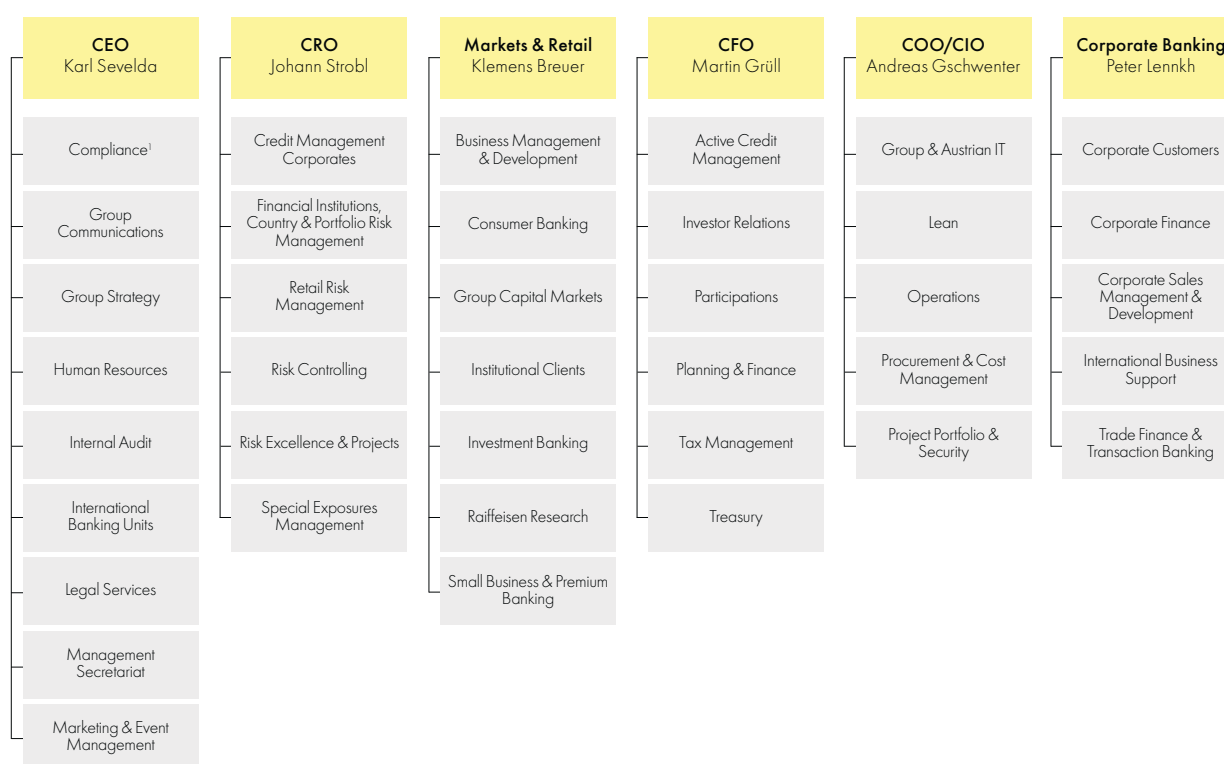 CEO
Karl Sevelda
Compliance¹
Group
Communications
Group Strategy
Human Resources
Internal Audit
International
Banking Units
Legal Services
Management
Secretariat
Marketing & Event
Management
CRO
Johann Strobl
Credit Management
Corporates
Financial Institutions,
Country & Portfolio Risk
Management
Retail Risk
Management
Risk Controlling
Risk Excellence & Projects
Special Exposures
Management
Markets & Retail
Klemens Breuer
Business Management
& Development
Consumer Banking
Group Capital Markets
Institutional Clients
Investment Banking
Raiffeisen Research
Small Business & Premium
Banking
CFO
Martin Grüll
Active Credit
Management
Investor Relations
Participations
Planning & Finance
Tax Management
Treasury
COO/CIO
Andreas Gschwenter
Group & Austrian IT
Lean
Operations
Procurement & Cost
Management
Project Portfolio &
Security
Corporate Banking
Peter Lennkh
Corporate Customers
Corporate Finance
Corporate Sales
Management &
Development
International Business
Support
Trade Finance &
Transaction Banking